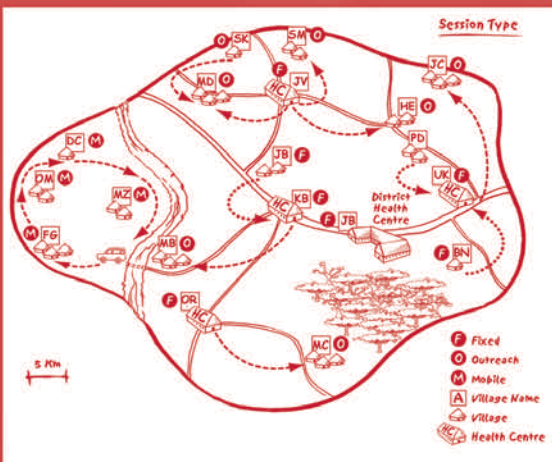 Session Type
SK O
SM O
MD O
F
HC JV
JC O
HE O
PD
DC M
DM M
MZ M
JB F
UK F
HC
KB F
HC
F JB
District
Health
Centre
M FG
MB O
F BN
F OR
HC
MC O
5 Km
F Fixed
O Outreach
M Mobile
A Village Name
Village
HC Health Centre